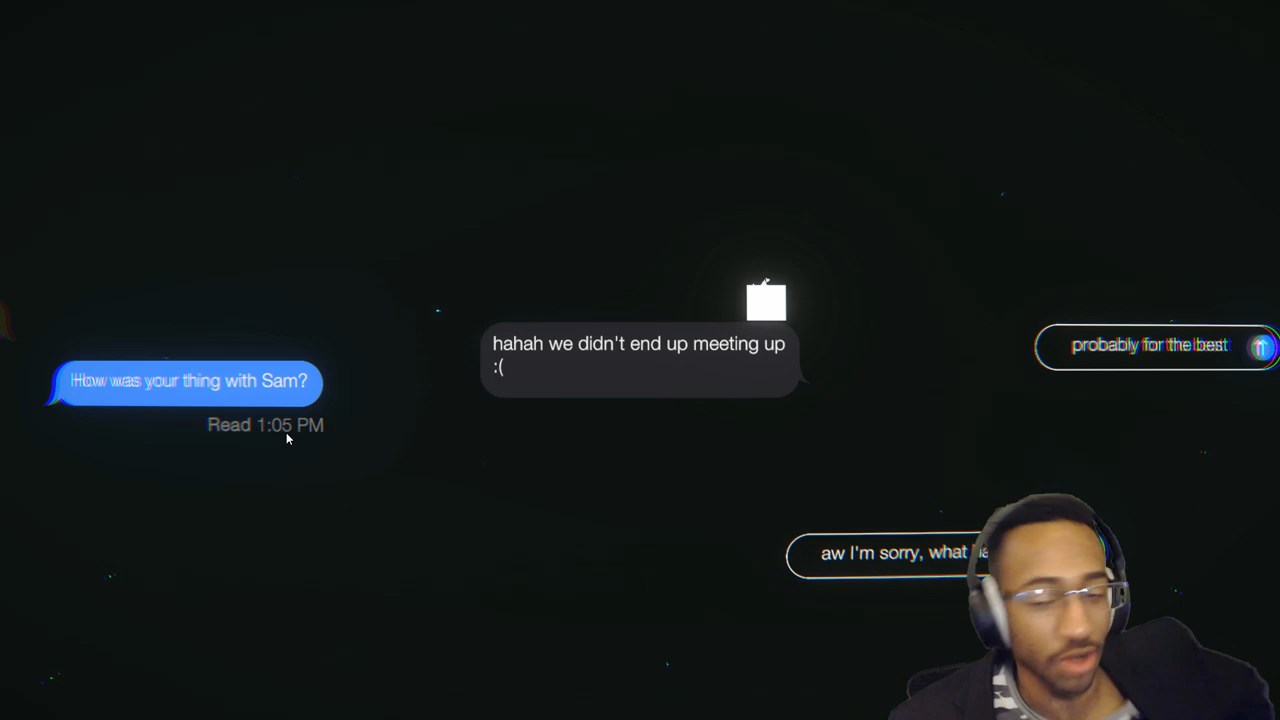 How was your thing with Sam?
Read 1:05 PM
hahah we didn't end up meeting up
:(
probably for the best
aw I'm sorry, what